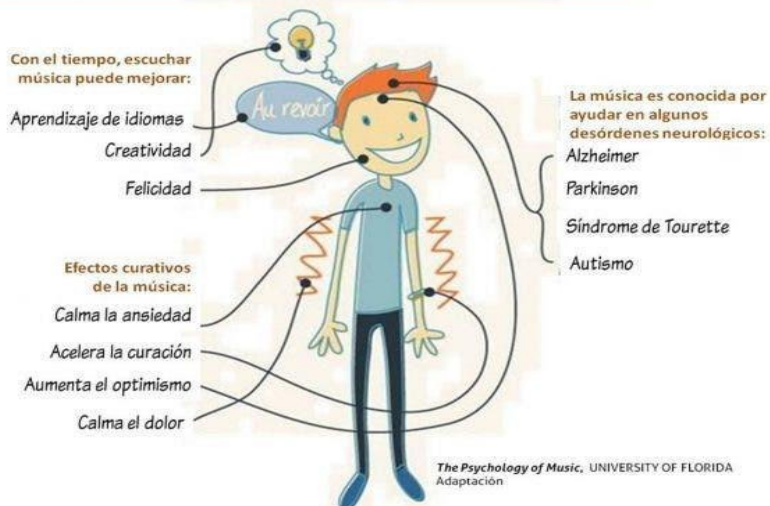 Con el tiempo, escuchar
música puede mejorar:
Aprendizaje de idiomas
Creatividad
Felicidad
Au revoir
La música es conocida por
ayudar en algunos
desórdenes neurológicos:
Alzheimer
Parkinson
Síndrome de Tourette
Autismo
Efectos curativos
de la música:
Calma la ansiedad
Acelera la curación
Aumenta el optimismo
Calma el dolor
The Psychology of Music, UNIVERSITY OF FLORIDA
Adaptación